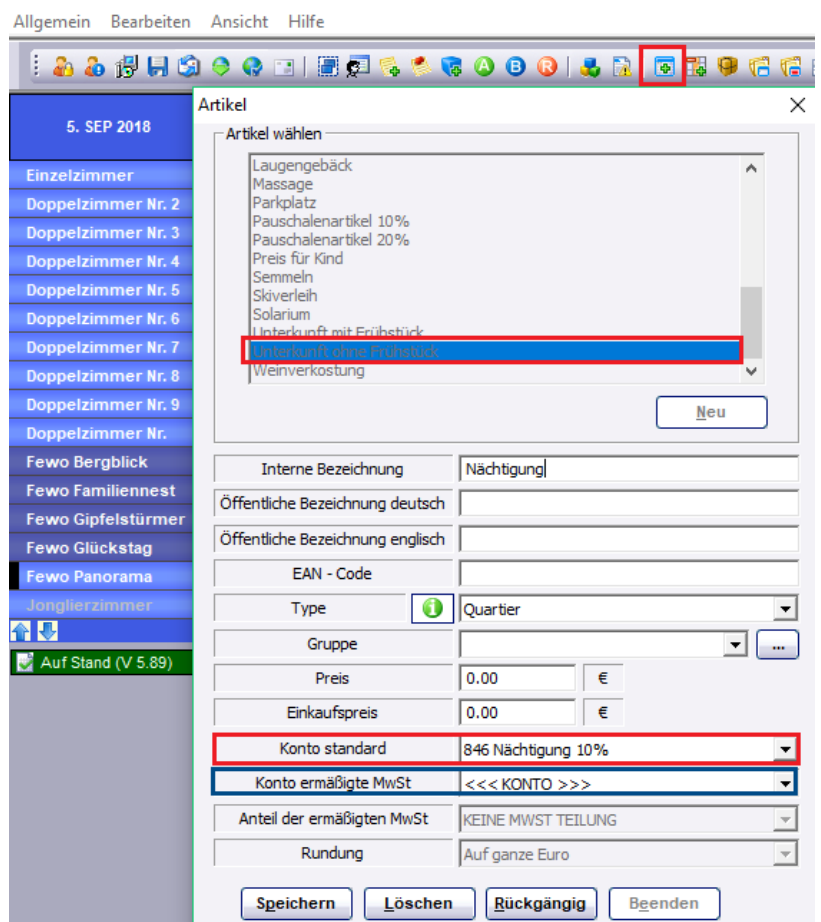 Allgemein Bearbeiten Ansicht Hilfe
A B R
5. SEP 2018
Einzelzimmer
Doppelzimmer Nr. 2
Doppelzimmer Nr. 3
Doppelzimmer Nr. 4
Doppelzimmer Nr. 5
Doppelzimmer Nr. 6
Doppelzimmer Nr. 7
Doppelzimmer Nr. 8
Doppelzimmer Nr. 9
Doppelzimmer Nr.
Fewo Bergblick
Fewo Familiennest
Fewo Gipfelstürmer
Fewo Glückstag
Fewo Panorama
Jonglierzimmer
Auf Stand (V 5.89)
Artikel
Artikel wählen
Laugengebäck
Massage
Parkplatz
Pauschalenartikel 10%
Pauschalenartikel 20%
Preis für Kind
Semmeln
Skiverleih
Solarium
Unterkunft mit Frühstück
Unterkunft ohne Frühstück
Weinverkostung
Neu
Interne Bezeichnung Nächtigung
Öffentliche Bezeichnung deutsch
Öffentliche Bezeichnung englisch
EAN - Code
Type Quartier
Gruppe ...
Preis 0.00 €
Einkaufspreis 0.00 €
Konto standard 846 Nächtigung 10%
Konto ermäßigte MwSt <<< KONTO >>>
Anteil der ermäßigten MwSt KEINE MWST TEILUNG
Rundung Auf ganze Euro
Speichern Löschen Rückgängig Beenden